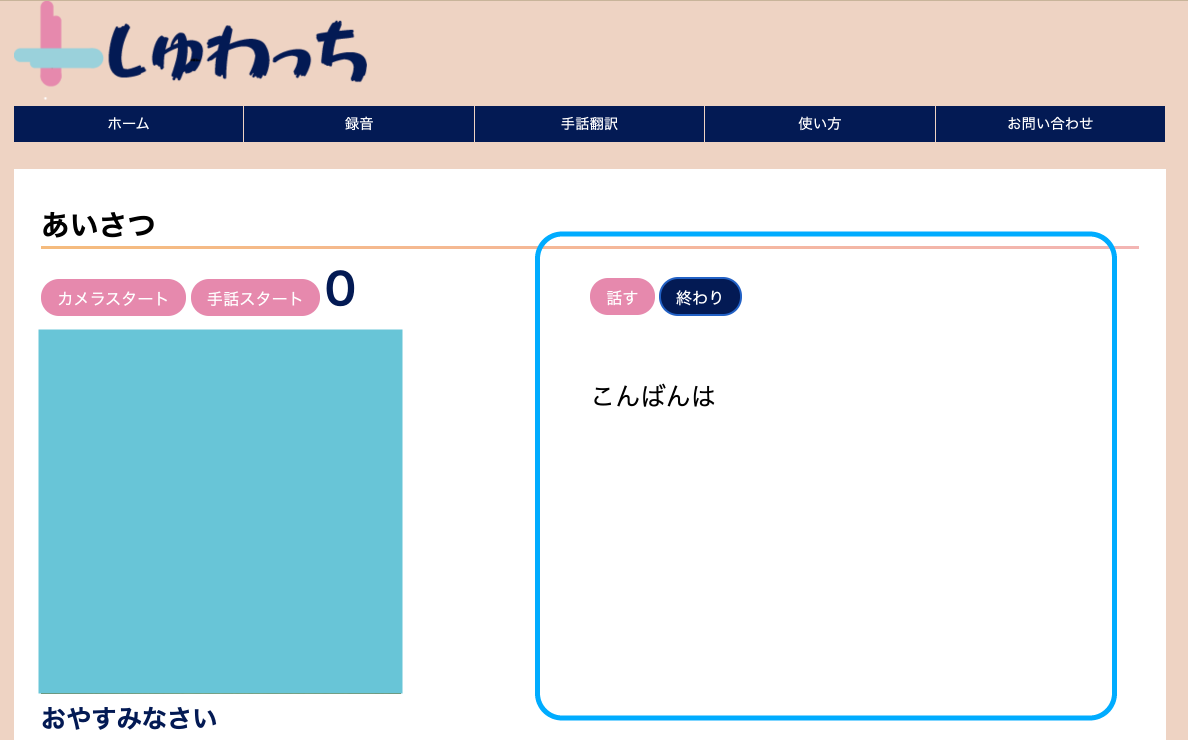 しゅわっち
ホーム 録音 手話翻訳 使い方 お問い合わせ
あいさつ
カメラスタート 手話スタート 0
話す 終わり
こんばんは
おやすみなさい